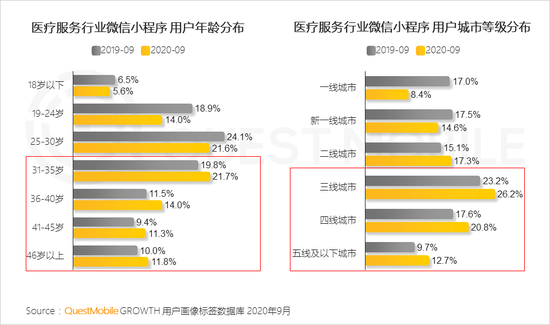 医疗服务行业微信小程序 用户年龄分布
2019-09 2020-09
18岁以下 6.5% 5.6%
19-24岁 18.9% 14.0%
25-30岁 24.1% 21.6%
31-35岁 19.8% 21.7%
36-40岁 11.5% 14.0%
41-45岁 9.4% 11.3%
46岁以上 10.0% 11.8%
医疗服务行业微信小程序 用户城市等级分布
2019-09 2020-09
一线城市 17.0% 8.4%
新一线城市 17.5% 14.6%
二线城市 15.1% 17.3%
三线城市 23.2% 26.2%
四线城市 17.6% 20.8%
五线及以下城市 9.7% 12.7%
Source：QuestMobile GROWTH 用户画像标签数据库 2020年9月
QUEST MOBILE